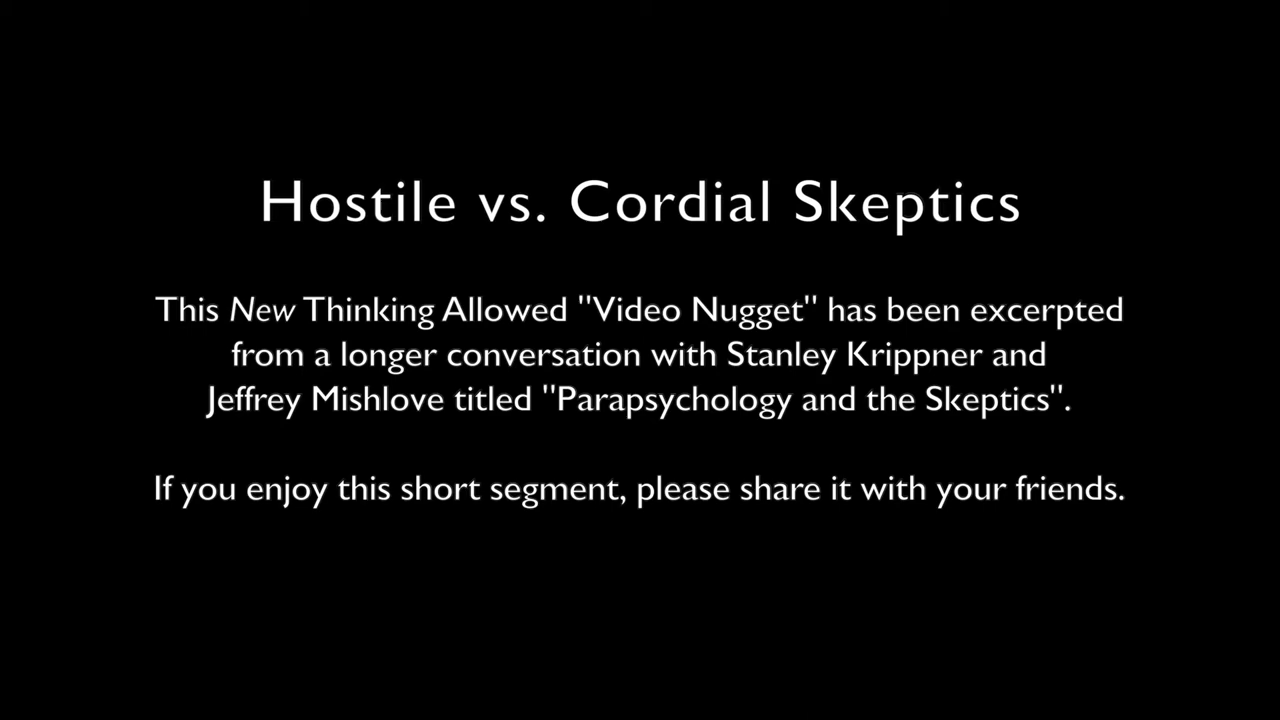 Hostile vs. Cordial Skeptics
This New Thinking Allowed "Video Nugget" has been excerpted
from a longer conversation with Stanley Krippner and
Jeffrey Mishlove titled "Parapsychology and the Skeptics".
If you enjoy this short segment, please share it with your friends.